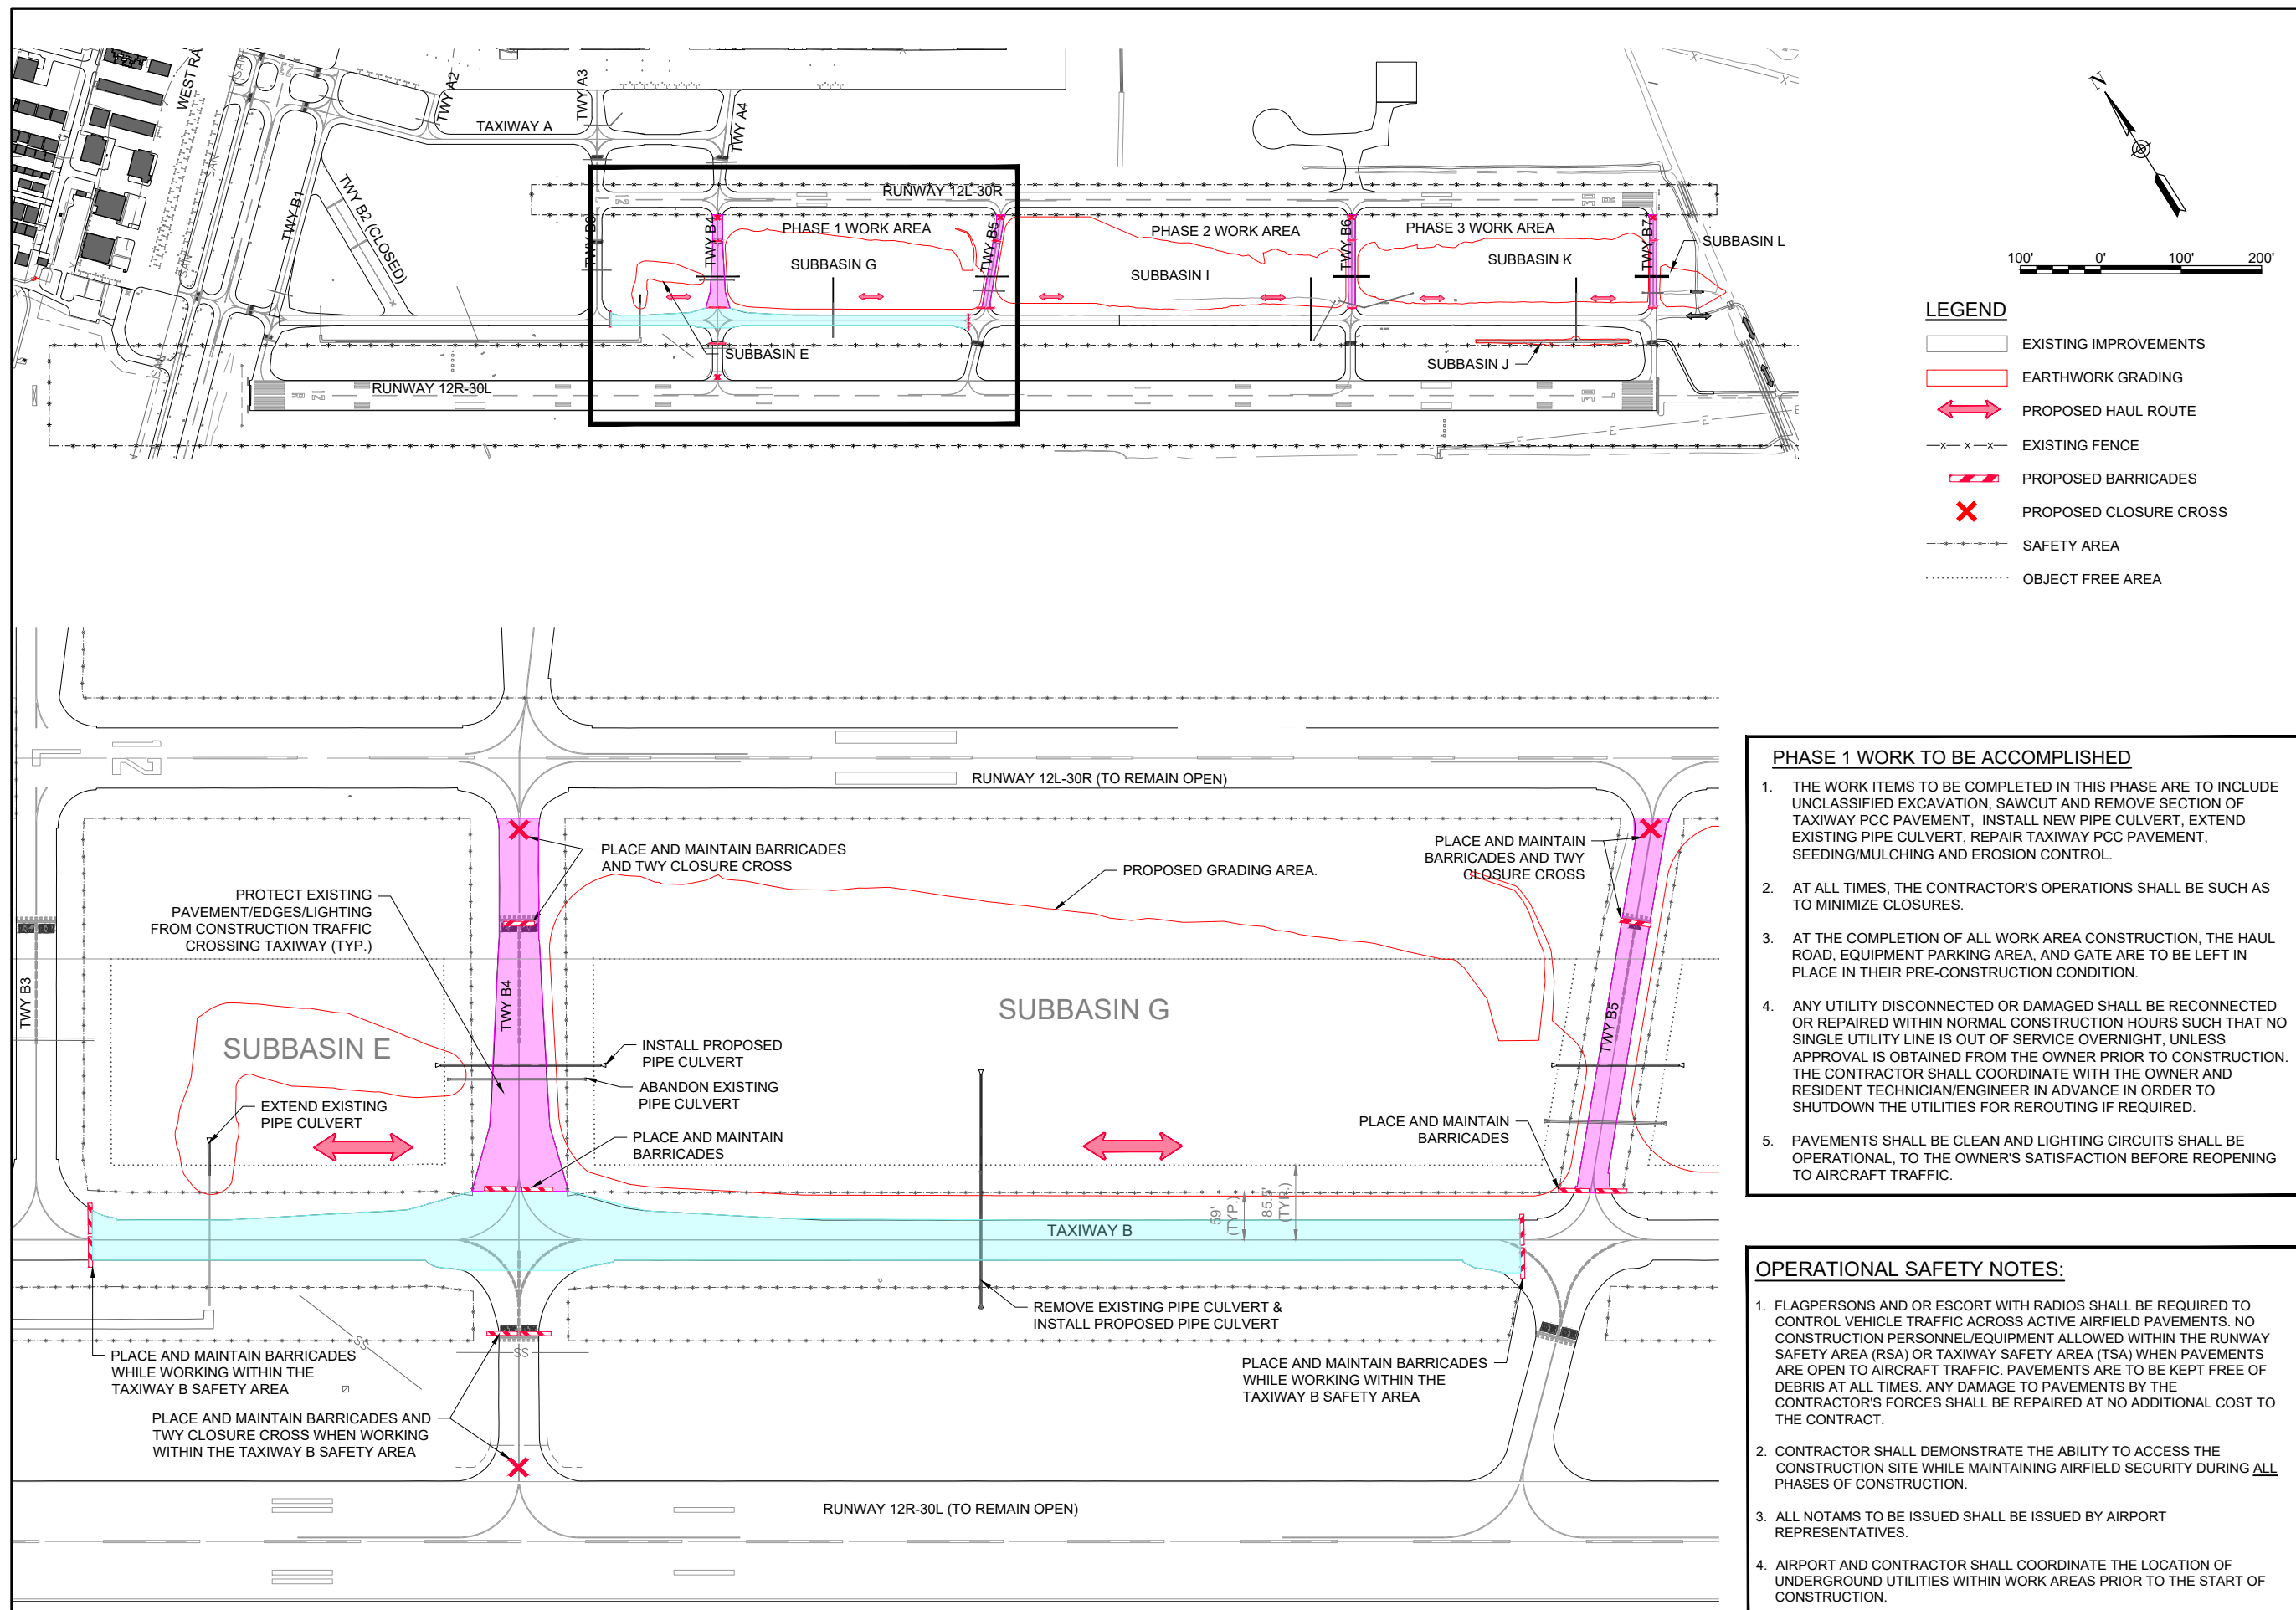 WEST RA
SAN
SAN
SAN
SAN
TWY A2
TWY A3
TWY A4
TAXIWAY A
TWY B1
TWY B2 (CLOSED)
TWY B3
TWY B4
TWY B5
TWY B6
TWY B7
RUNWAY 12L-30R
PHASE 1 WORK AREA
PHASE 2 WORK AREA
PHASE 3 WORK AREA
SUBBASIN G
SUBBASIN I
SUBBASIN K
SUBBASIN L
SUBBASIN E
SUBBASIN J
RUNWAY 12R-30L
E
E
E
E
N
100'
0'
100'
200'
LEGEND
EXISTING IMPROVEMENTS
EARTHWORK GRADING
PROPOSED HAUL ROUTE
EXISTING FENCE
PROPOSED BARRICADES
PROPOSED CLOSURE CROSS
SAFETY AREA
OBJECT FREE AREA
L
12
RUNWAY 12L-30R (TO REMAIN OPEN)
PLACE AND MAINTAIN BARRICADES
AND TWY CLOSURE CROSS
PROPOSED GRADING AREA.
PLACE AND MAINTAIN
BARRICADES AND TWY
CLOSURE CROSS
PROTECT EXISTING
PAVEMENT/EDGES/LIGHTING
FROM CONSTRUCTION TRAFFIC
CROSSING TAXIWAY (TYP.)
TWY B3
TWY B4
TWY B5
SUBBASIN E
SUBBASIN G
INSTALL PROPOSED
PIPE CULVERT
ABANDON EXISTING
PIPE CULVERT
EXTEND EXISTING
PIPE CULVERT
PLACE AND MAINTAIN
BARRICADES
PLACE AND MAINTAIN
BARRICADES
59'
(TYP.)
85.5'
(TYP.)
TAXIWAY B
REMOVE EXISTING PIPE CULVERT &
INSTALL PROPOSED PIPE CULVERT
SS
SS
PLACE AND MAINTAIN BARRICADES
WHILE WORKING WITHIN THE
TAXIWAY B SAFETY AREA
PLACE AND MAINTAIN BARRICADES
WHILE WORKING WITHIN THE
TAXIWAY B SAFETY AREA
PLACE AND MAINTAIN BARRICADES AND
TWY CLOSURE CROSS WHEN WORKING
WITHIN THE TAXIWAY B SAFETY AREA
RUNWAY 12R-30L (TO REMAIN OPEN)
PHASE 1 WORK TO BE ACCOMPLISHED
1. THE WORK ITEMS TO BE COMPLETED IN THIS PHASE ARE TO INCLUDE
UNCLASSIFIED EXCAVATION, SAWCUT AND REMOVE SECTION OF
TAXIWAY PCC PAVEMENT, INSTALL NEW PIPE CULVERT, EXTEND
EXISTING PIPE CULVERT, REPAIR TAXIWAY PCC PAVEMENT,
SEEDING/MULCHING AND EROSION CONTROL.
2. AT ALL TIMES, THE CONTRACTOR'S OPERATIONS SHALL BE SUCH AS
TO MINIMIZE CLOSURES.
3. AT THE COMPLETION OF ALL WORK AREA CONSTRUCTION, THE HAUL
ROAD, EQUIPMENT PARKING AREA, AND GATE ARE TO BE LEFT IN
PLACE IN THEIR PRE-CONSTRUCTION CONDITION.
4. ANY UTILITY DISCONNECTED OR DAMAGED SHALL BE RECONNECTED
OR REPAIRED WITHIN NORMAL CONSTRUCTION HOURS SUCH THAT NO
SINGLE UTILITY LINE IS OUT OF SERVICE OVERNIGHT, UNLESS
APPROVAL IS OBTAINED FROM THE OWNER PRIOR TO CONSTRUCTION.
THE CONTRACTOR SHALL COORDINATE WITH THE OWNER AND
RESIDENT TECHNICIAN/ENGINEER IN ADVANCE IN ORDER TO
SHUTDOWN THE UTILITIES FOR REROUTING IF REQUIRED.
5. PAVEMENTS SHALL BE CLEAN AND LIGHTING CIRCUITS SHALL BE
OPERATIONAL, TO THE OWNER'S SATISFACTION BEFORE REOPENING
TO AIRCRAFT TRAFFIC.
OPERATIONAL SAFETY NOTES:
1. FLAGPERSONS AND OR ESCORT WITH RADIOS SHALL BE REQUIRED TO
CONTROL VEHICLE TRAFFIC ACROSS ACTIVE AIRFIELD PAVEMENTS. NO
CONSTRUCTION PERSONNEL/EQUIPMENT ALLOWED WITHIN THE RUNWAY
SAFETY AREA (RSA) OR TAXIWAY SAFETY AREA (TSA) WHEN PAVEMENTS
ARE OPEN TO AIRCRAFT TRAFFIC. PAVEMENTS ARE TO BE KEPT FREE OF
DEBRIS AT ALL TIMES. ANY DAMAGE TO PAVEMENTS BY THE
CONTRACTOR'S FORCES SHALL BE REPAIRED AT NO ADDITIONAL COST TO
THE CONTRACT.
2. CONTRACTOR SHALL DEMONSTRATE THE ABILITY TO ACCESS THE
CONSTRUCTION SITE WHILE MAINTAINING AIRFIELD SECURITY DURING ALL
PHASES OF CONSTRUCTION.
3. ALL NOTAMS TO BE ISSUED SHALL BE ISSUED BY AIRPORT
REPRESENTATIVES.
4. AIRPORT AND CONTRACTOR SHALL COORDINATE THE LOCATION OF
UNDERGROUND UTILITIES WITHIN WORK AREAS PRIOR TO THE START OF
CONSTRUCTION.